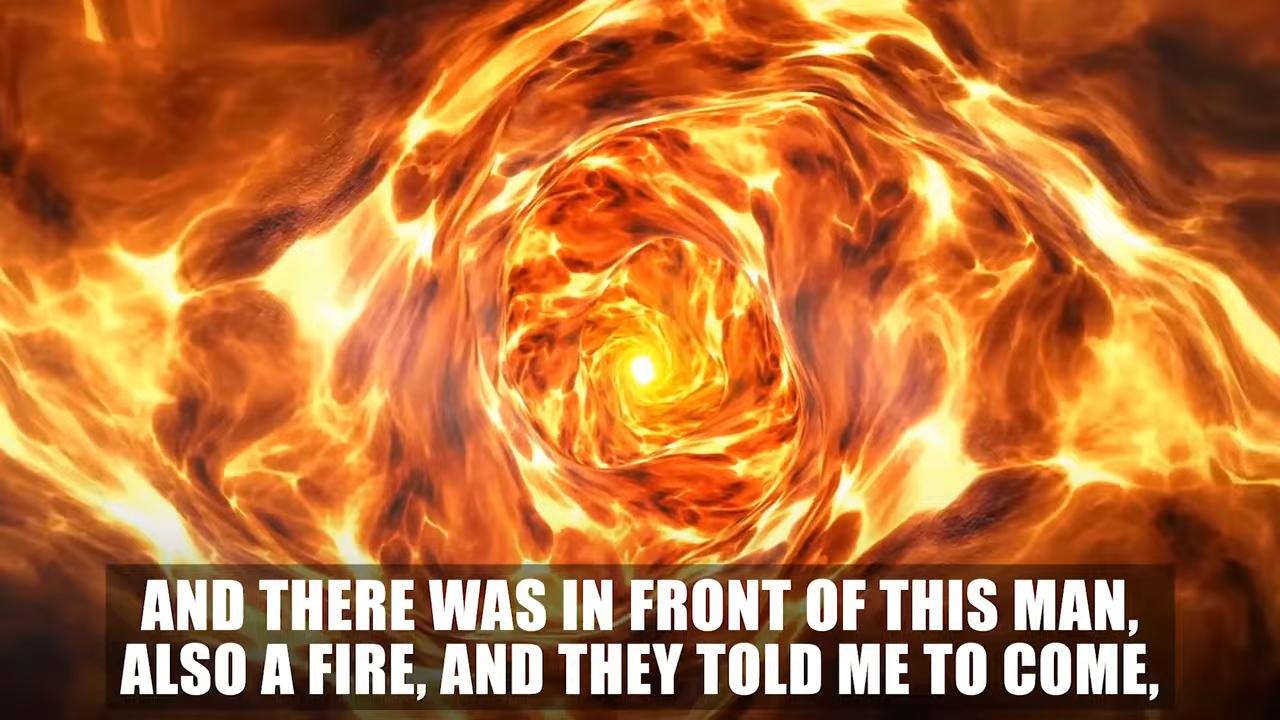 AND THERE WAS IN FRONT OF THIS MAN,
ALSO A FIRE, AND THEY TOLD ME TO COME,